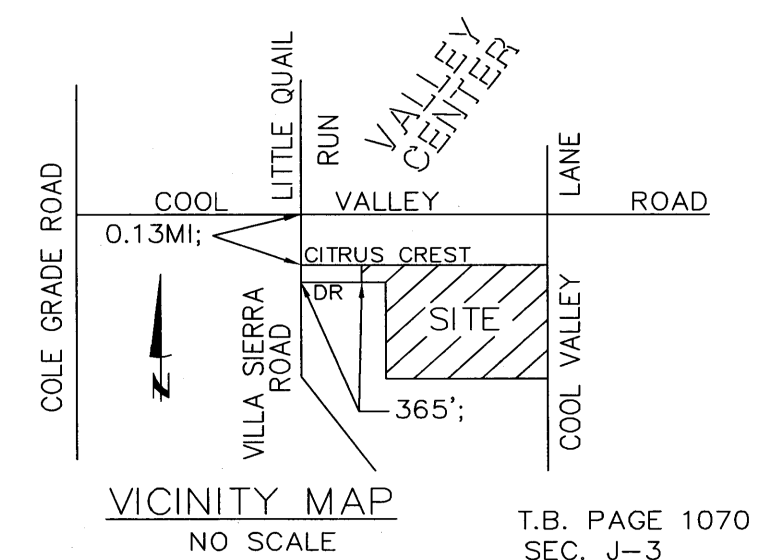 LITTLE QUAIL
RUN
VALLEY
CENTER
COLE GRADE ROAD
LANE
COOL VALLEY ROAD
0.13MI;
CITRUS CREST
DR
SITE
VILLA SIERRA
ROAD
COOL VALLEY
N
365';
VICINITY MAP
NO SCALE
T.B. PAGE 1070
SEC. J-3